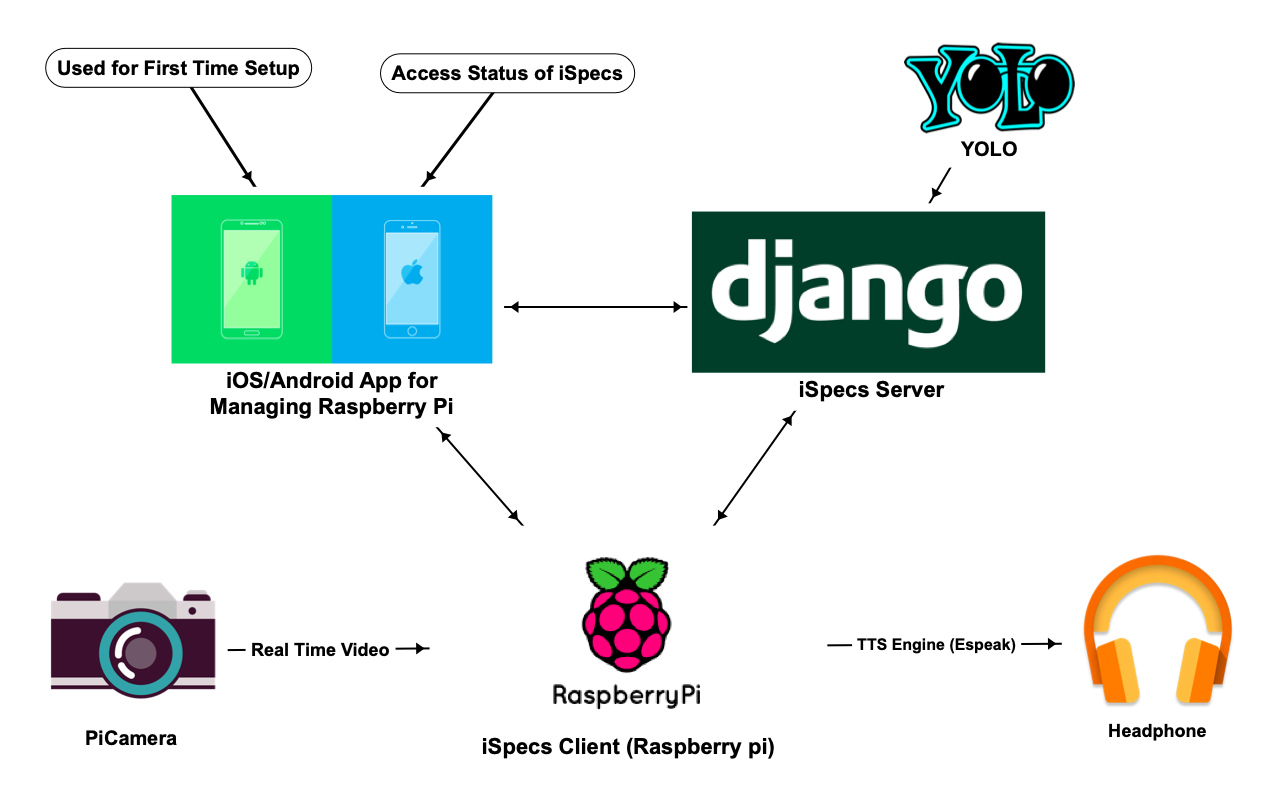 Used for First Time Setup
Access Status of iSpecs
YOLO
YOLO
django
iOS/Android App for
Managing Raspberry Pi
iSpecs Server
Real Time Video
TTS Engine (Espeak)
RaspberryPi
PiCamera
iSpecs Client (Raspberry pi)
Headphone